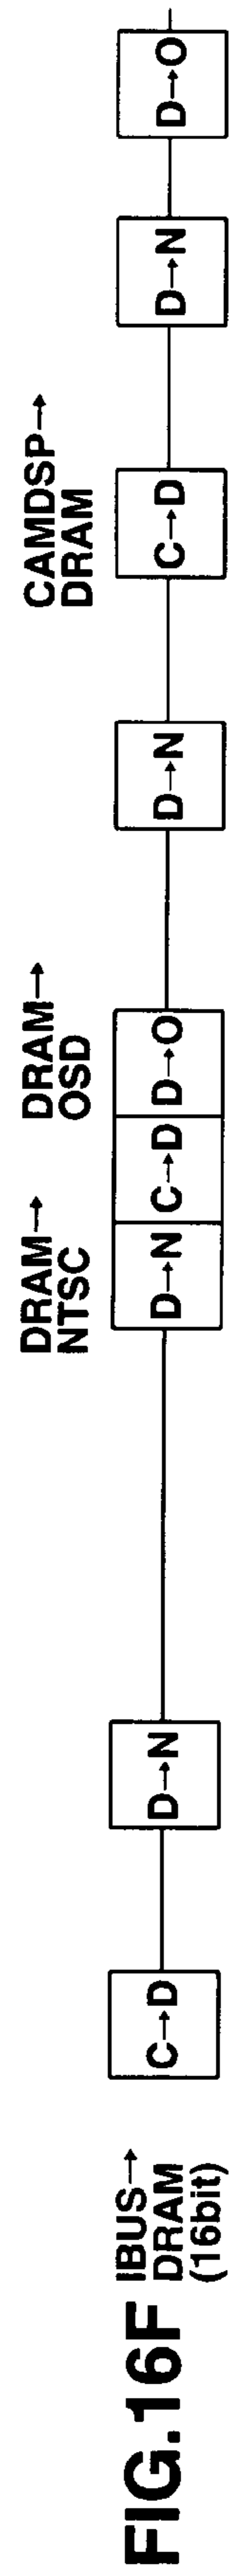 FIG.16F
IBUS→
DRAM
(16bit)
C→D
D→N
DRAM→
NTSC
D→N
C→D
D→O
DRAM→
OSD
D→N
CAMDSP→
DRAM
C→D
D→N
D→O